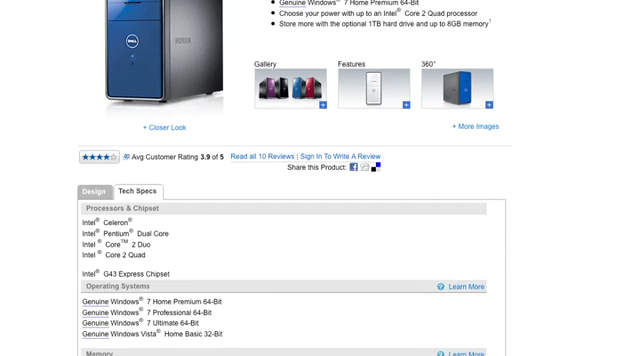 Genuine Windows® 7 Home Premium 64-Bit
Choose your power with up to an Intel® Core 2 Quad processor
Store more with the optional 1TB hard drive and up to 8GB memory1
DELL
Gallery
Features
360°
+ Closer Look
+ More Images
Avg Customer Rating 3.9 of 5 Read all 10 Reviews | Sign In To Write A Review
Share this Product:
Design
Tech Specs
Processors & Chipset
Intel® Celeron®
Intel® Pentium® Dual Core
Intel ® Core™ 2 Duo
Intel ® Core 2 Quad
Intel® G43 Express Chipset
Operating Systems
Learn More
Genuine Windows® 7 Home Premium 64-Bit
Genuine Windows® 7 Professional 64-Bit
Genuine Windows® 7 Ultimate 64-Bit
Genuine Windows Vista® Home Basic 32-Bit
Memory
Learn More